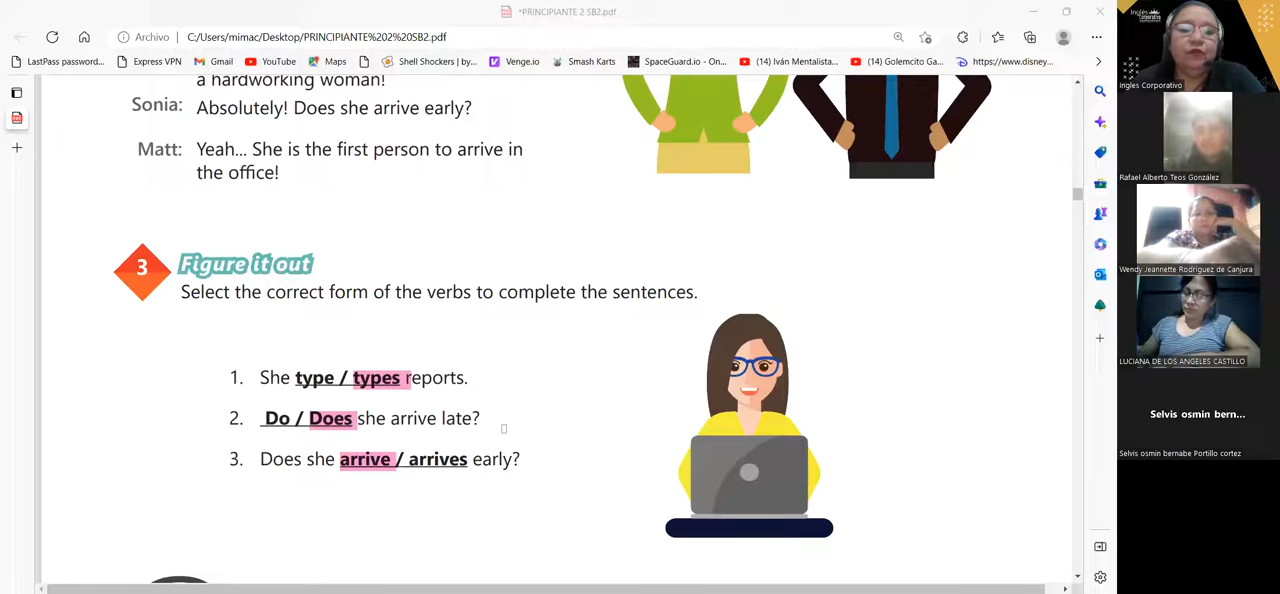 *PRINCIPIANTE 2 SB2.pdf
Archivo | C:/Users/mimac/Desktop/PRINCIPIANTE%202%20SB2.pdf
LastPass password... Express VPN Gmail YouTube Maps Shell Shockers | by... Venge.io Smash Karts SpaceGuard.io - On... (14) Iván Mentalista... (14) Golemcito Ga... https://www.disney...
a hardworking woman!
Sonia: Absolutely! Does she arrive early?
Matt: Yeah... She is the first person to arrive in
the office!
3 Figure it out
Select the correct form of the verbs to complete the sentences.
1. She type / types reports.
2. Do / Does she arrive late?
3. Does she arrive / arrives early?
Inglés
Corporativo
Ingles Corporativo
Rafael Alberto Teos González
Wendy Jeannette Rodriguez de Canjura
LUCIANA DE LOS ANGELES CASTILLO
Selvis osmin bern...
Selvis osmin bernabe Portillo cortez